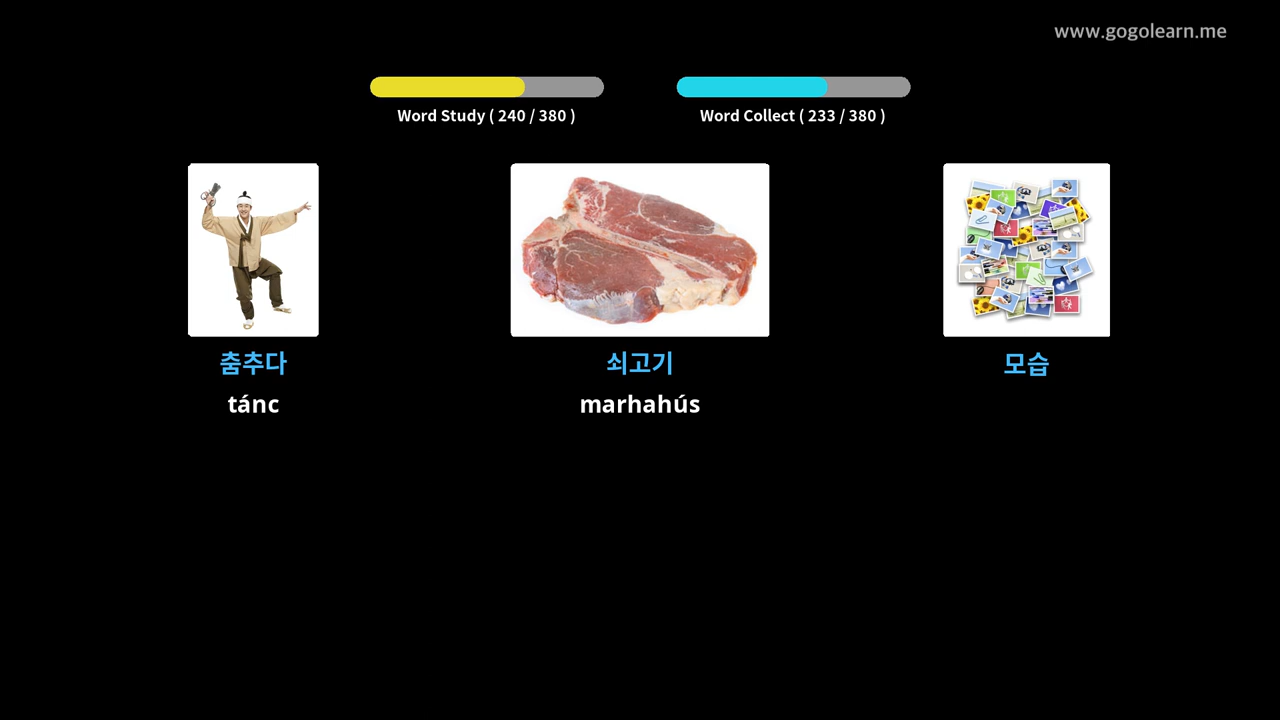 www.gogolearn.me
Word Study ( 240 / 380 )
Word Collect ( 233 / 380 )
춤추다
쇠고기
모습
tánc
marhahús